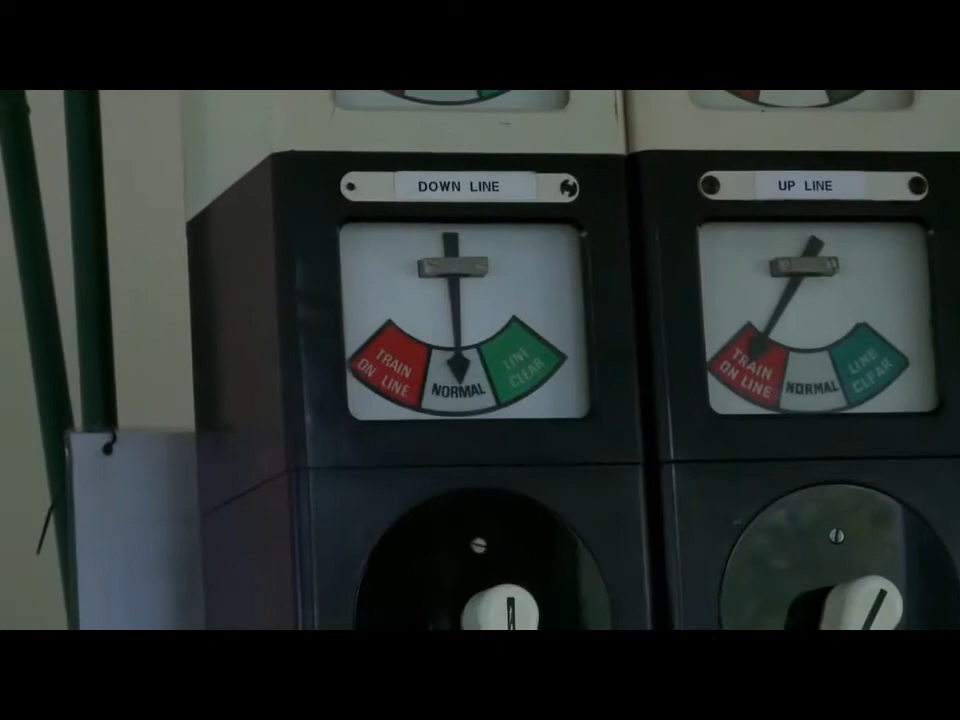 DOWN LINE
UP LINE
TRAIN
ON LINE
NORMAL
LINE
CLEAR
TRAIN
ON LINE
NORMAL
LINE
CLEAR